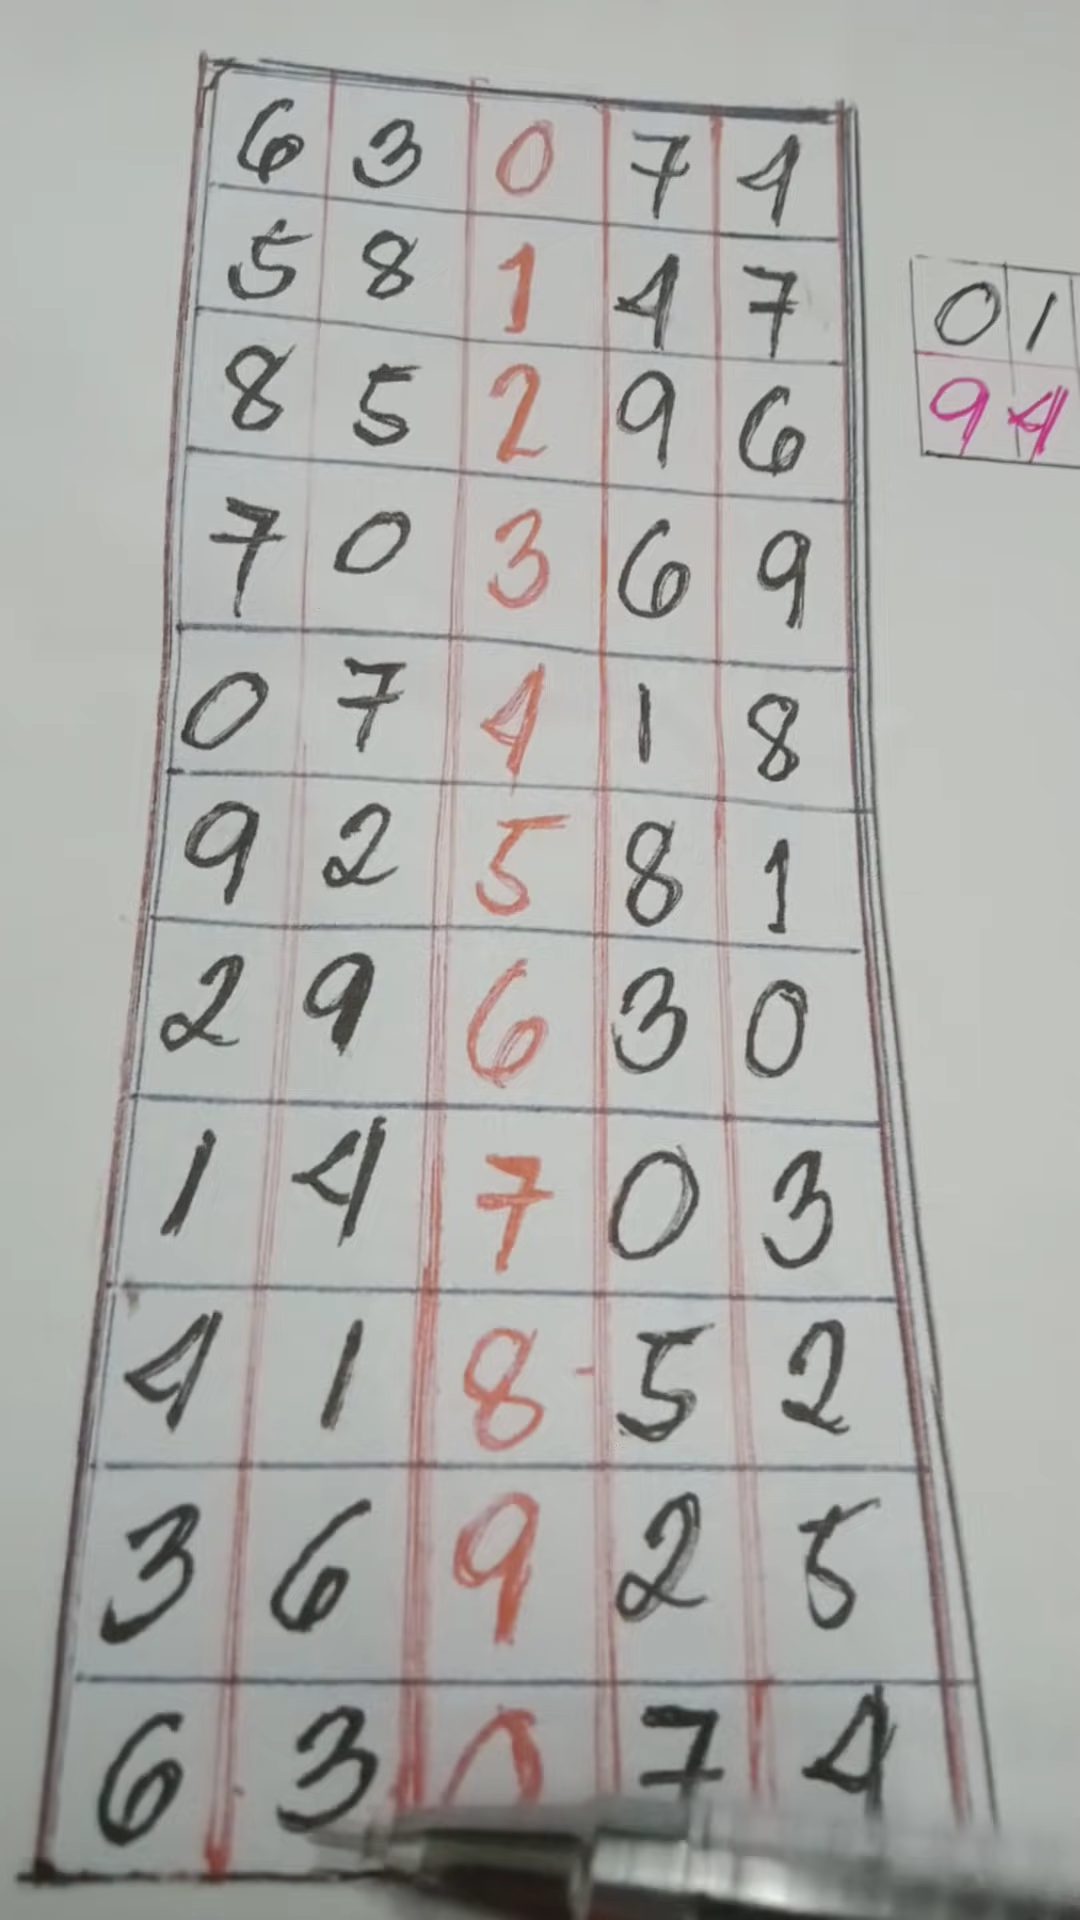 6 3 0 7 4
5 8 1 4 7
8 5 2 9 6
7 0 3 6 9
0 7 4 1 8
9 2 5 8 1
2 9 6 3 0
1 4 7 0 3
4 1 8 5 2
3 6 9 2 5
6 3 0 7 4
0 1
9 4